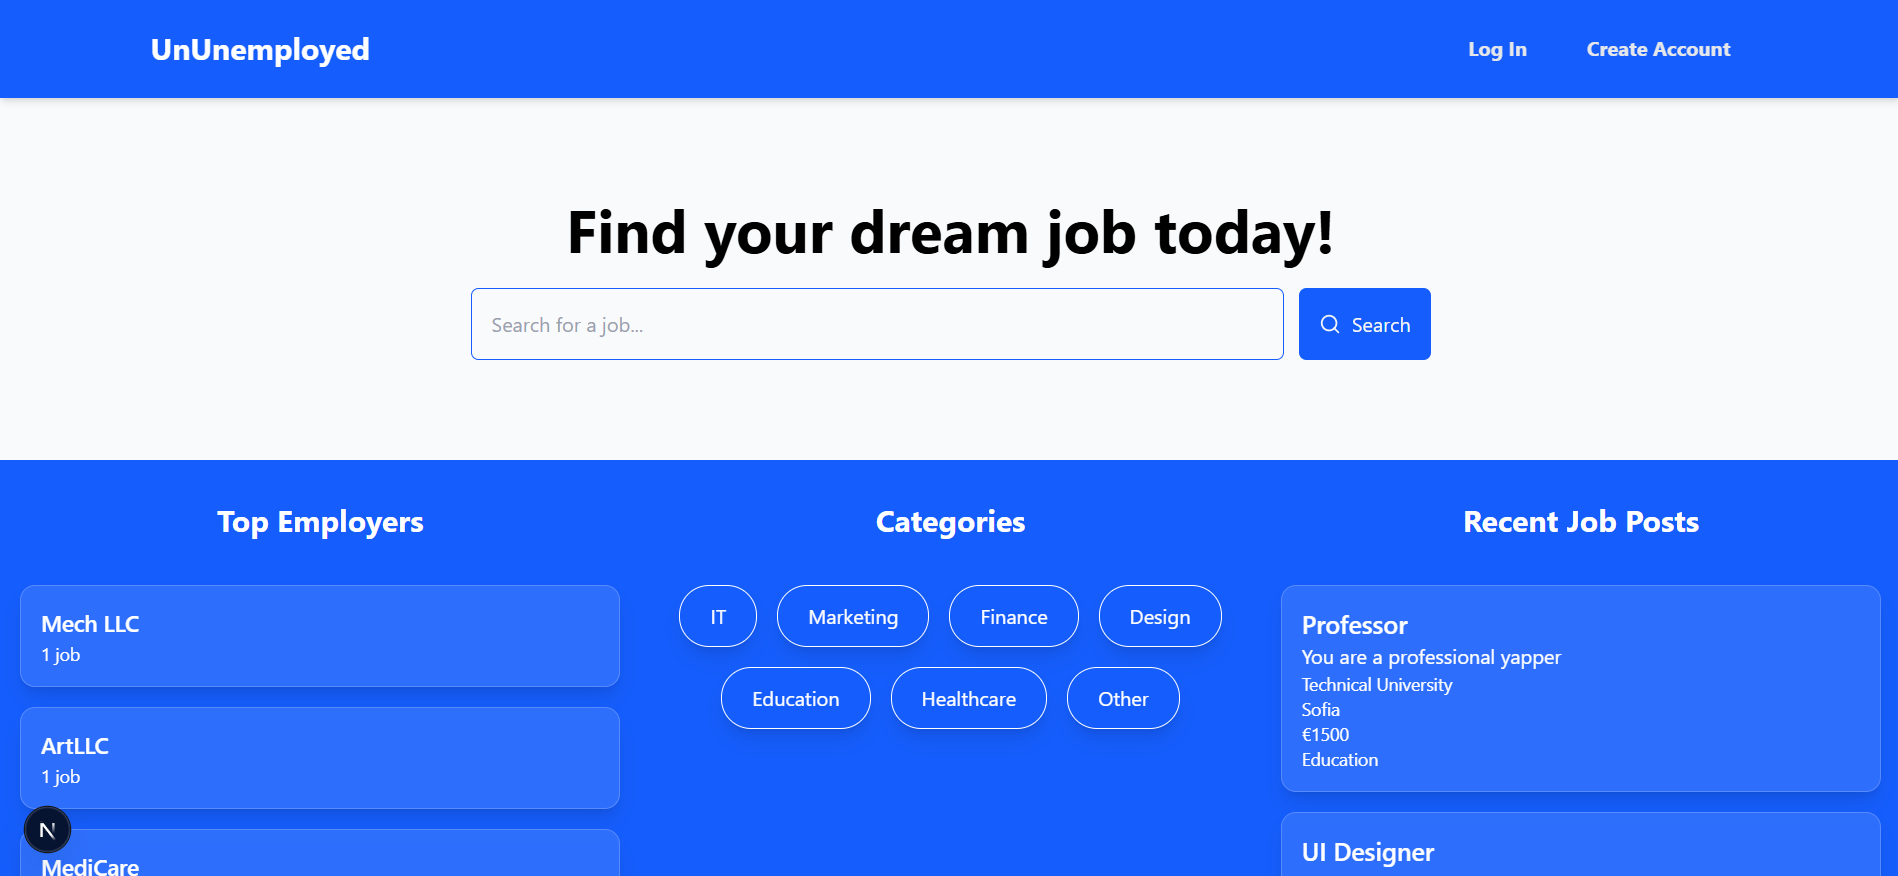 UnUnemployed
Log In
Create Account
Find your dream job today!
Search for a job...
Search
Top Employers
Mech LLC
1 job
ArtLLC
1 job
MediCare
Categories
IT
Marketing
Finance
Design
Education
Healthcare
Other
Recent Job Posts
Professor
You are a professional yapper
Technical University
Sofia
€1500
Education
UI Designer
N